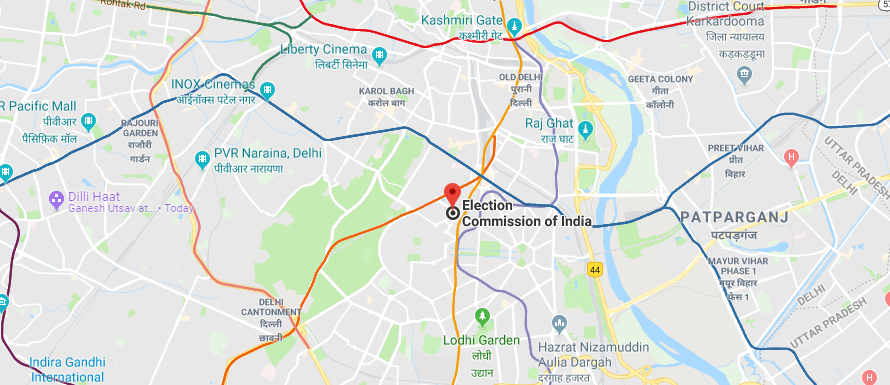 Rohtak Rd
Kashmiri Gate
कश्मीरी गेट
District Court
Karkardooma
जिला न्यायालय
कड़कड़डूमा
Liberty Cinema
लिबर्टी सिनेमा
INOX Cinemas
आईनॉक्स पटेल नगर
KAROL BAGH
करोल बाग
OLD DELHI
पुरानी
दिल्ली
GEETA COLONY
गीता
कॉलोनी
R Pacific Mall
पीवीआर
पैसिफ़िक मॉल
RAJOURI
GARDEN
राजौरी
गार्डन
Raj Ghat
राज घाट
PVR Naraina, Delhi
पीवीआर नारायणा
PREET VIHAR
प्रीत
विहार
UTTAR PRADESH
DELHI
Dilli Haat
Ganesh Utsav at... • Today
Election
Commission of India
PATPARGANJ
पटपड़गंज
MAYUR VIHAR
PHASE 1
मयूर विहार
फेस 1
44
DELHI
UTTAR PRADESH
DELHI
CANTONMENT
दिल्ली
छावनी
Lodhi Garden
लोधी
उद्यान
Hazrat Nizamuddin
Aulia Dargah
दरगाह हजरत
Indira Gandhi
International